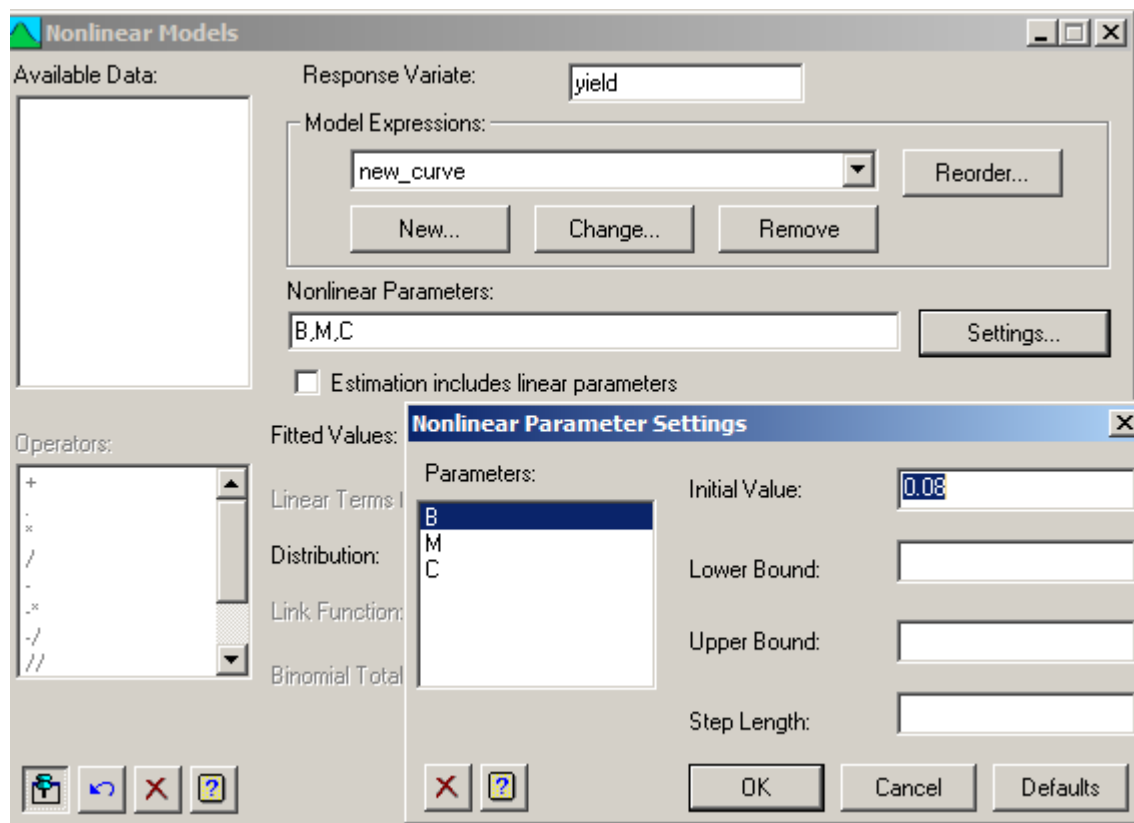 Nonlinear Models
Available Data:
Response Variate:
yield
Model Expressions:
new_curve
Reorder...
New...
Change...
Remove
Nonlinear Parameters:
B,M,C
Settings...
Estimation includes linear parameters
Operators:
+
.
*
/
-
-*
-/
//
Fitted Values:
Linear Terms
Distribution:
Link Function:
Binomial Total
Nonlinear Parameter Settings
Parameters:
B
M
C
Initial Value:
0.08
Lower Bound:
Upper Bound:
Step Length:
OK
Cancel
Defaults